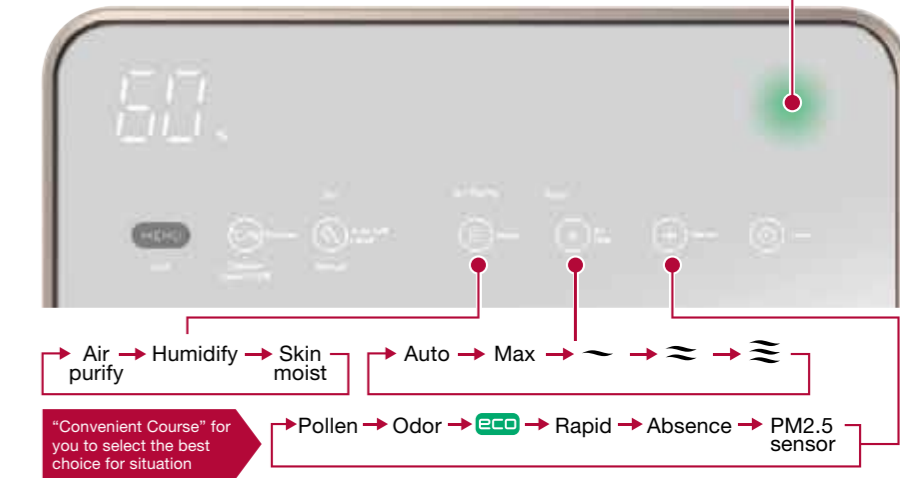 60 %
MENU
Air purify
Humidify
Skin moist
Auto
Max
"Convenient Course" for
you to select the best
choice for situation
Pollen
Odor
eco
Rapid
Absence
PM2.5 sensor